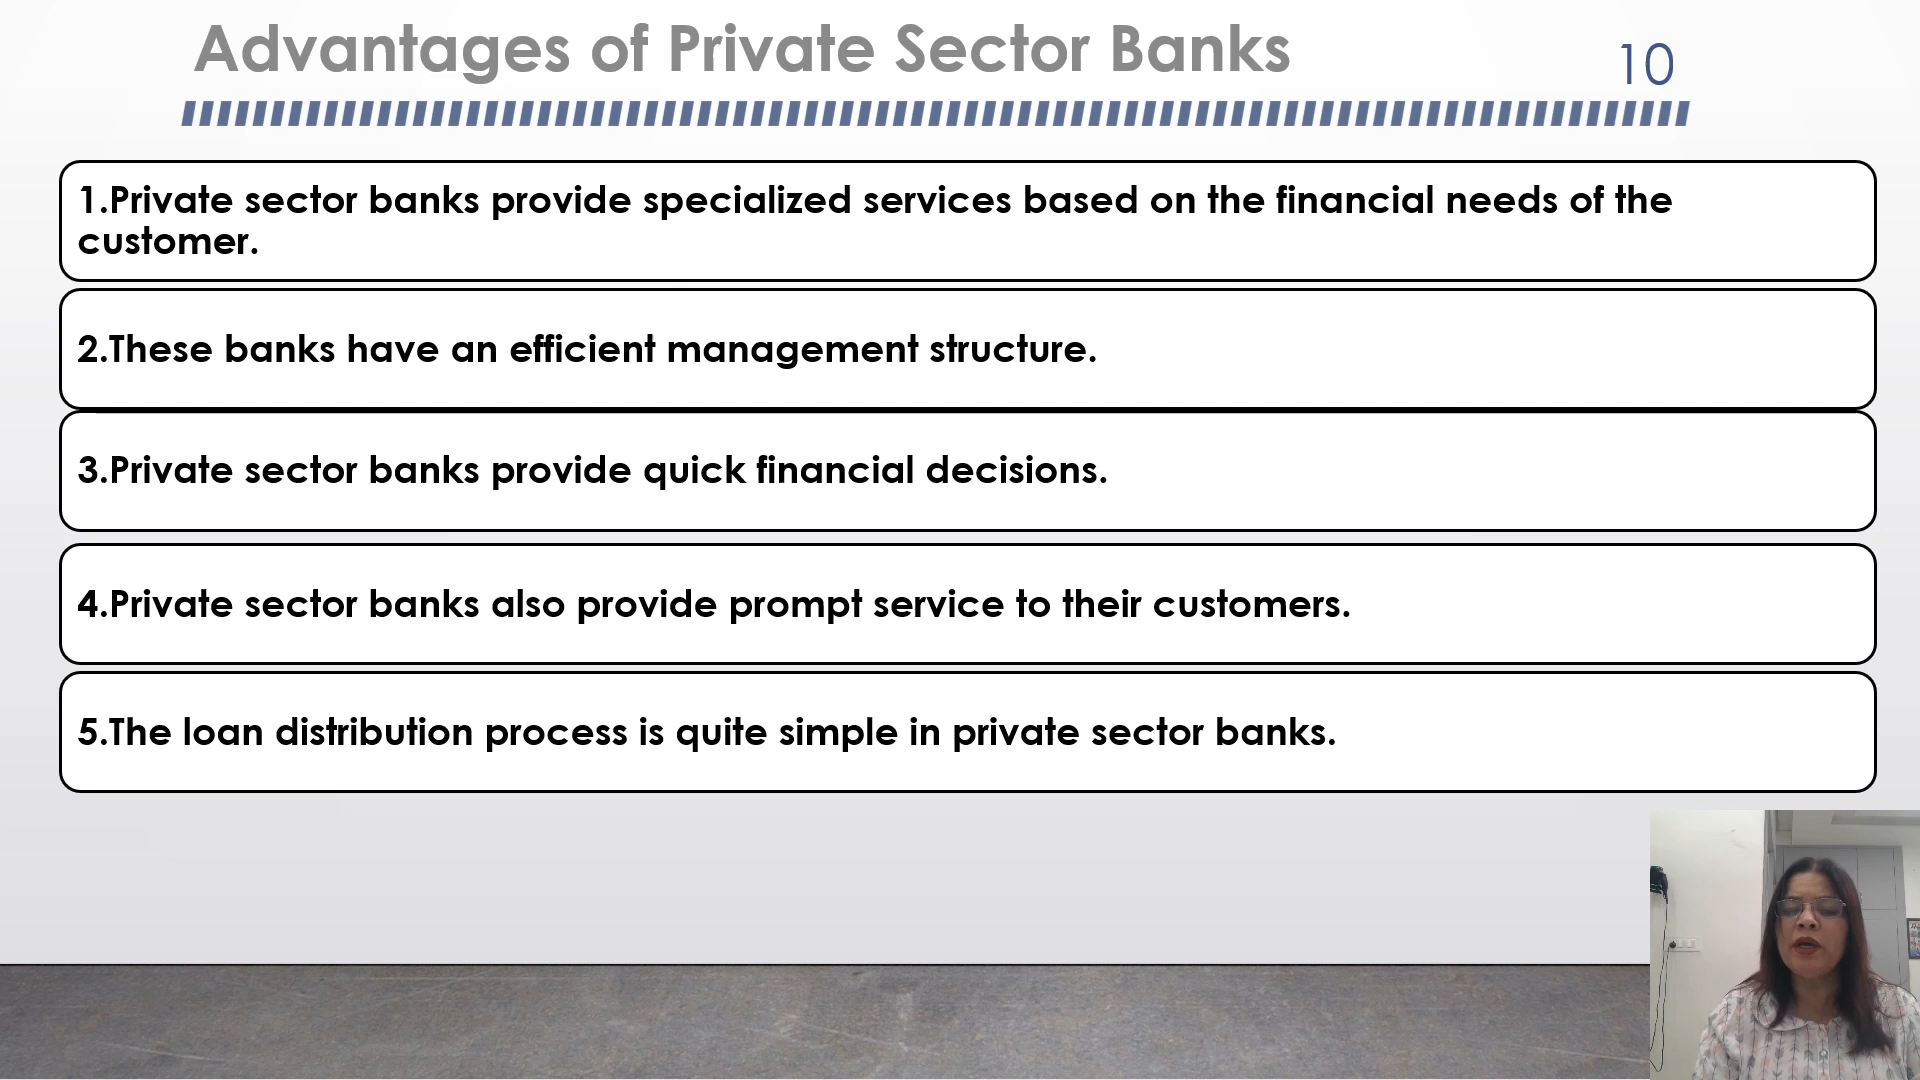 Advantages of Private Sector Banks
10
1.Private sector banks provide specialized services based on the financial needs of the
customer.
2.These banks have an efficient management structure.
3.Private sector banks provide quick financial decisions.
4.Private sector banks also provide prompt service to their customers.
5.The loan distribution process is quite simple in private sector banks.